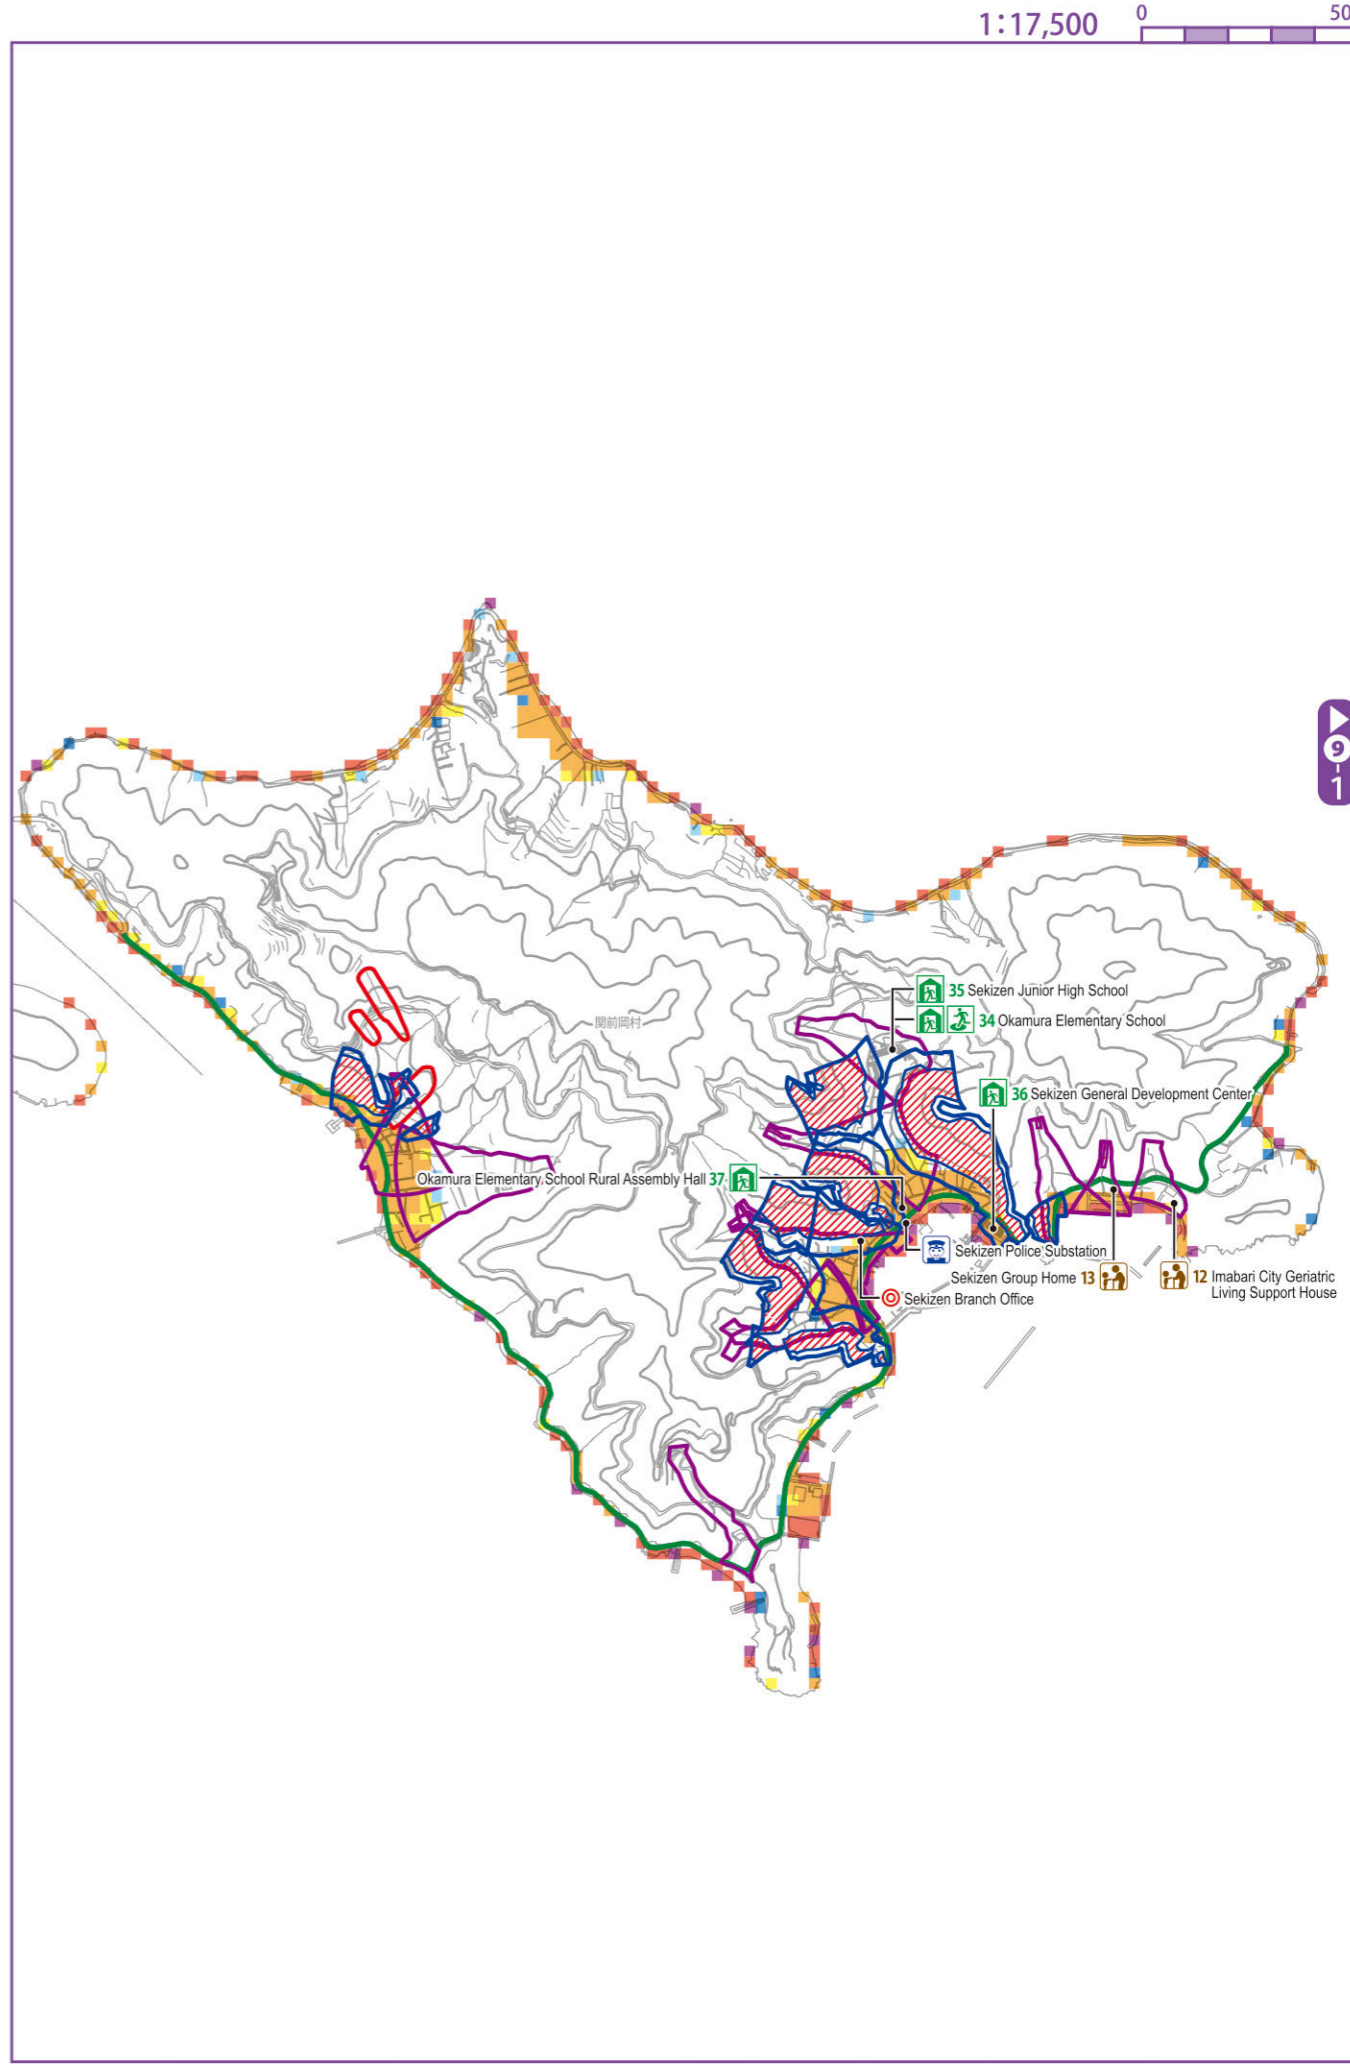 1:17,500
0
50
9
1
35 Sekizen Junior High School
34 Okamura Elementary School
関前岡村
36 Sekizen General Development Center
Okamura Elementary School Rural Assembly Hall 37
Sekizen Police Substation
Sekizen Group Home 13
12 Imabari City Geriatric
Living Support House
Sekizen Branch Office